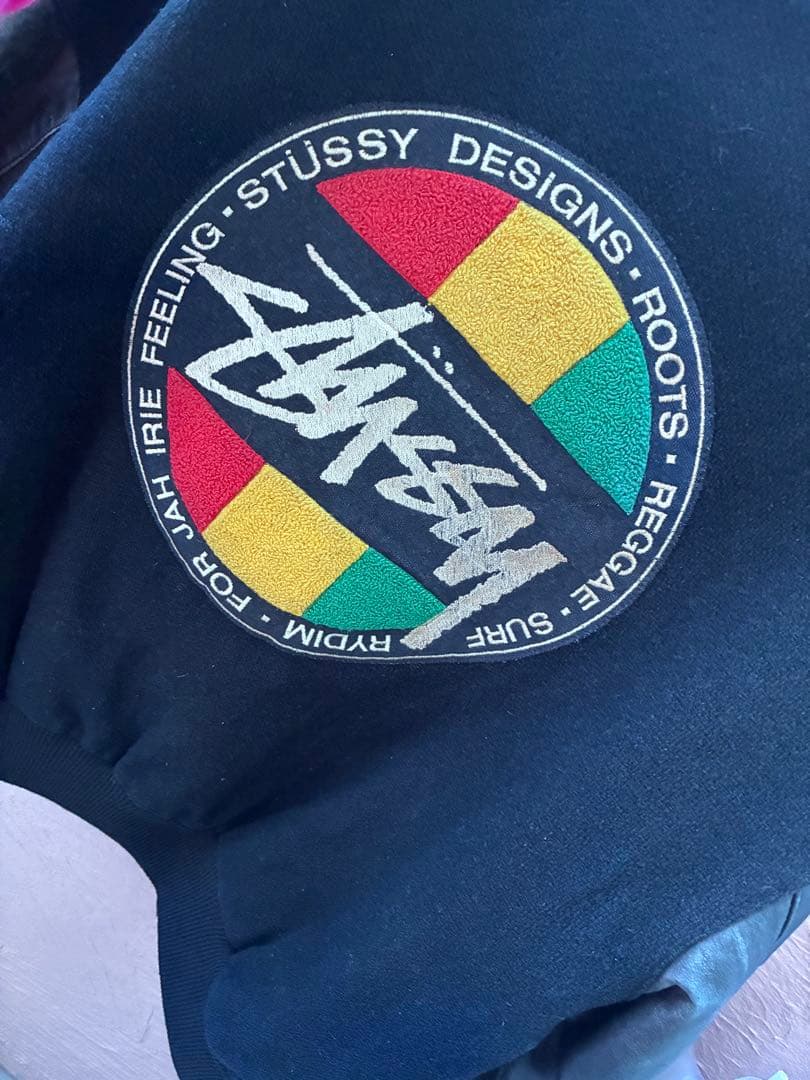 STÜSSY DESIGNS · ROOTS · REGGAE · SURF · RYDIM · FOR JAH IRIE FEELING ·
Stüssy